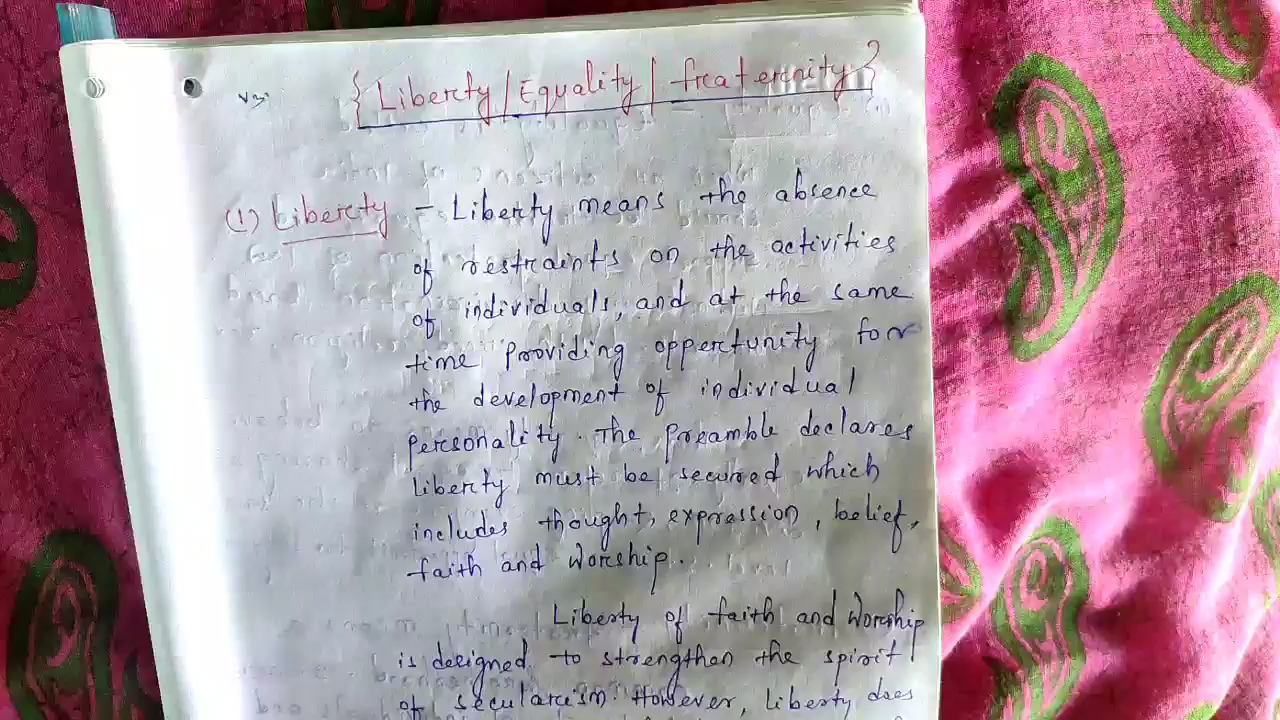 {Liberty/Equality/fraternity}
(1) Liberty - Liberty means the absence
of restraints on the activities
of individuals, and at the same
time providing oppertunity for
the development of individual
personality. The preamble declares
liberty must be secured which
includes thought, expression, belief,
faith and worship.
Liberty of faith and worship
is designed to strengthen the spirit
of secularism. However, liberty does